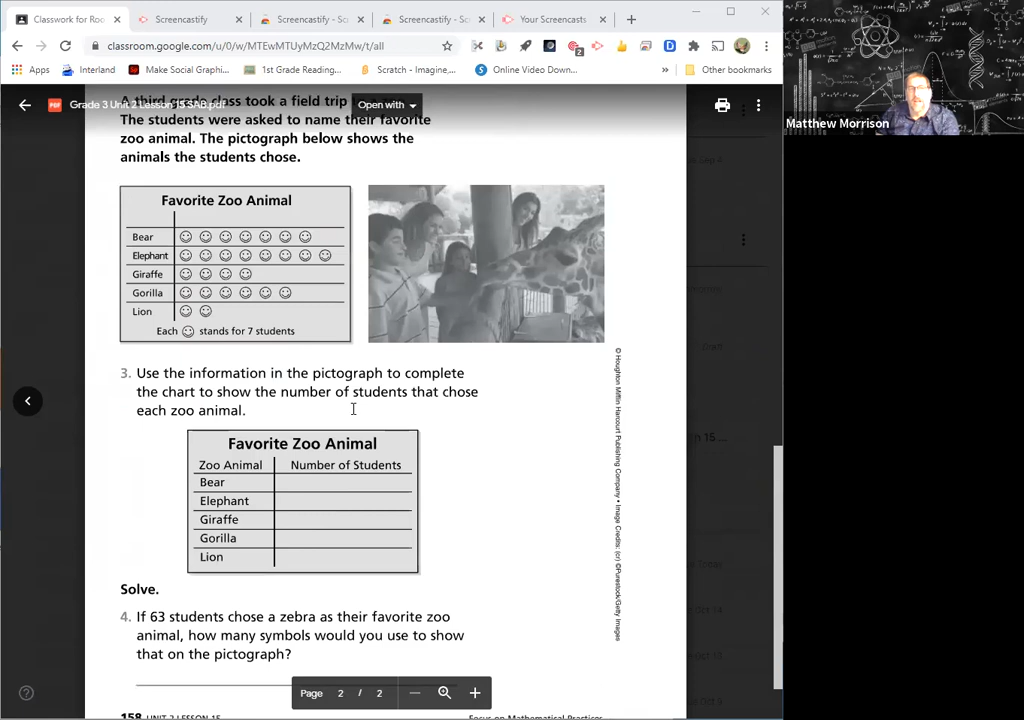 Classwork for Roo
Screencastify
Screencastify - Sc
Screencastify - Scr
Your Screencasts
classroom.google.com/u/0/w/MTEwMTUyMzQ2MzMw/t/all
Apps
Interland
Make Social Graphi...
1st Grade Reading...
Scratch - Imagine,...
Online Video Down...
»
Other bookmarks
Grade 3 Unit 2 Lesson 15 SAB.pdf
Open with
A third grade class took a field trip
The students were asked to name their favorite
zoo animal. The pictograph below shows the
animals the students chose.
Favorite Zoo Animal
Bear
Elephant
Giraffe
Gorilla
Lion
Each ☺ stands for 7 students
3. Use the information in the pictograph to complete
the chart to show the number of students that chose
each zoo animal.
Favorite Zoo Animal
Zoo Animal Number of Students
Bear
Elephant
Giraffe
Gorilla
Lion
Solve.
4. If 63 students chose a zebra as their favorite zoo
animal, how many symbols would you use to show
that on the pictograph?
Page 2 / 2
158 UNIT 2 LESSON 15
Focus on Mathematical Practices
© Houghton Mifflin Harcourt Publishing Company • Image Credits: (cr) ©Purestock/Getty Images
Matthew Morrison